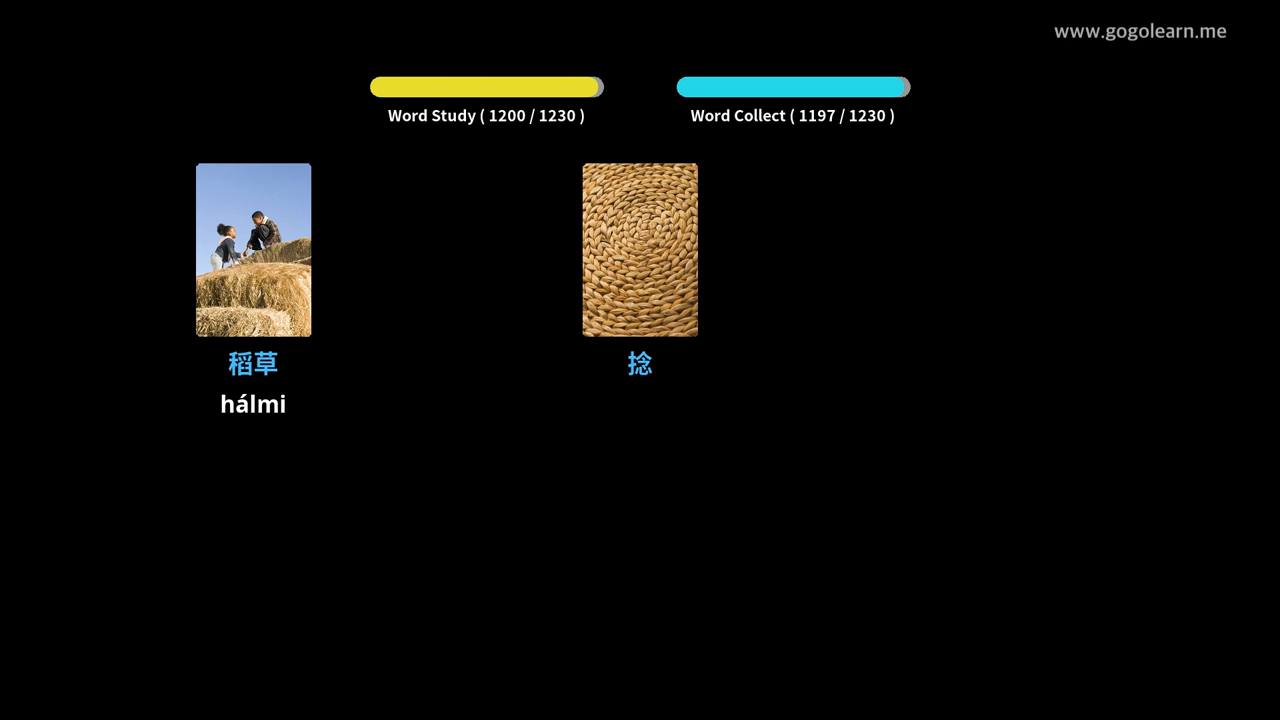 www.gogolearn.me
Word Study ( 1200 / 1230 )
Word Collect ( 1197 / 1230 )
稻草
捻
hálmi